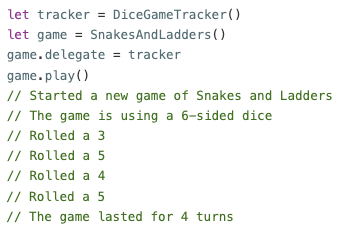 let tracker = DiceGameTracker()
let game = SnakesAndLadders()
game.delegate = tracker
game.play()
// Started a new game of Snakes and Ladders
// The game is using a 6-sided dice
// Rolled a 3
// Rolled a 5
// Rolled a 4
// Rolled a 5
// The game lasted for 4 turns